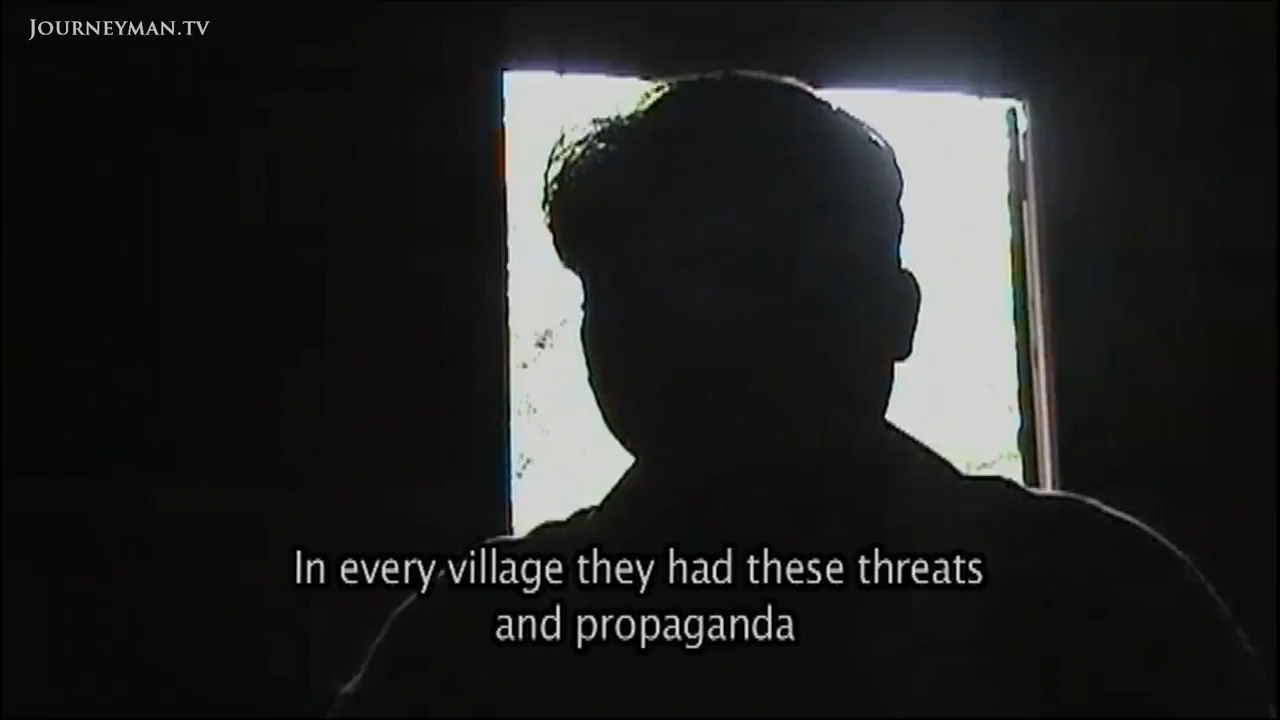 JOURNEYMAN.TV
In every village they had these threats
and propaganda